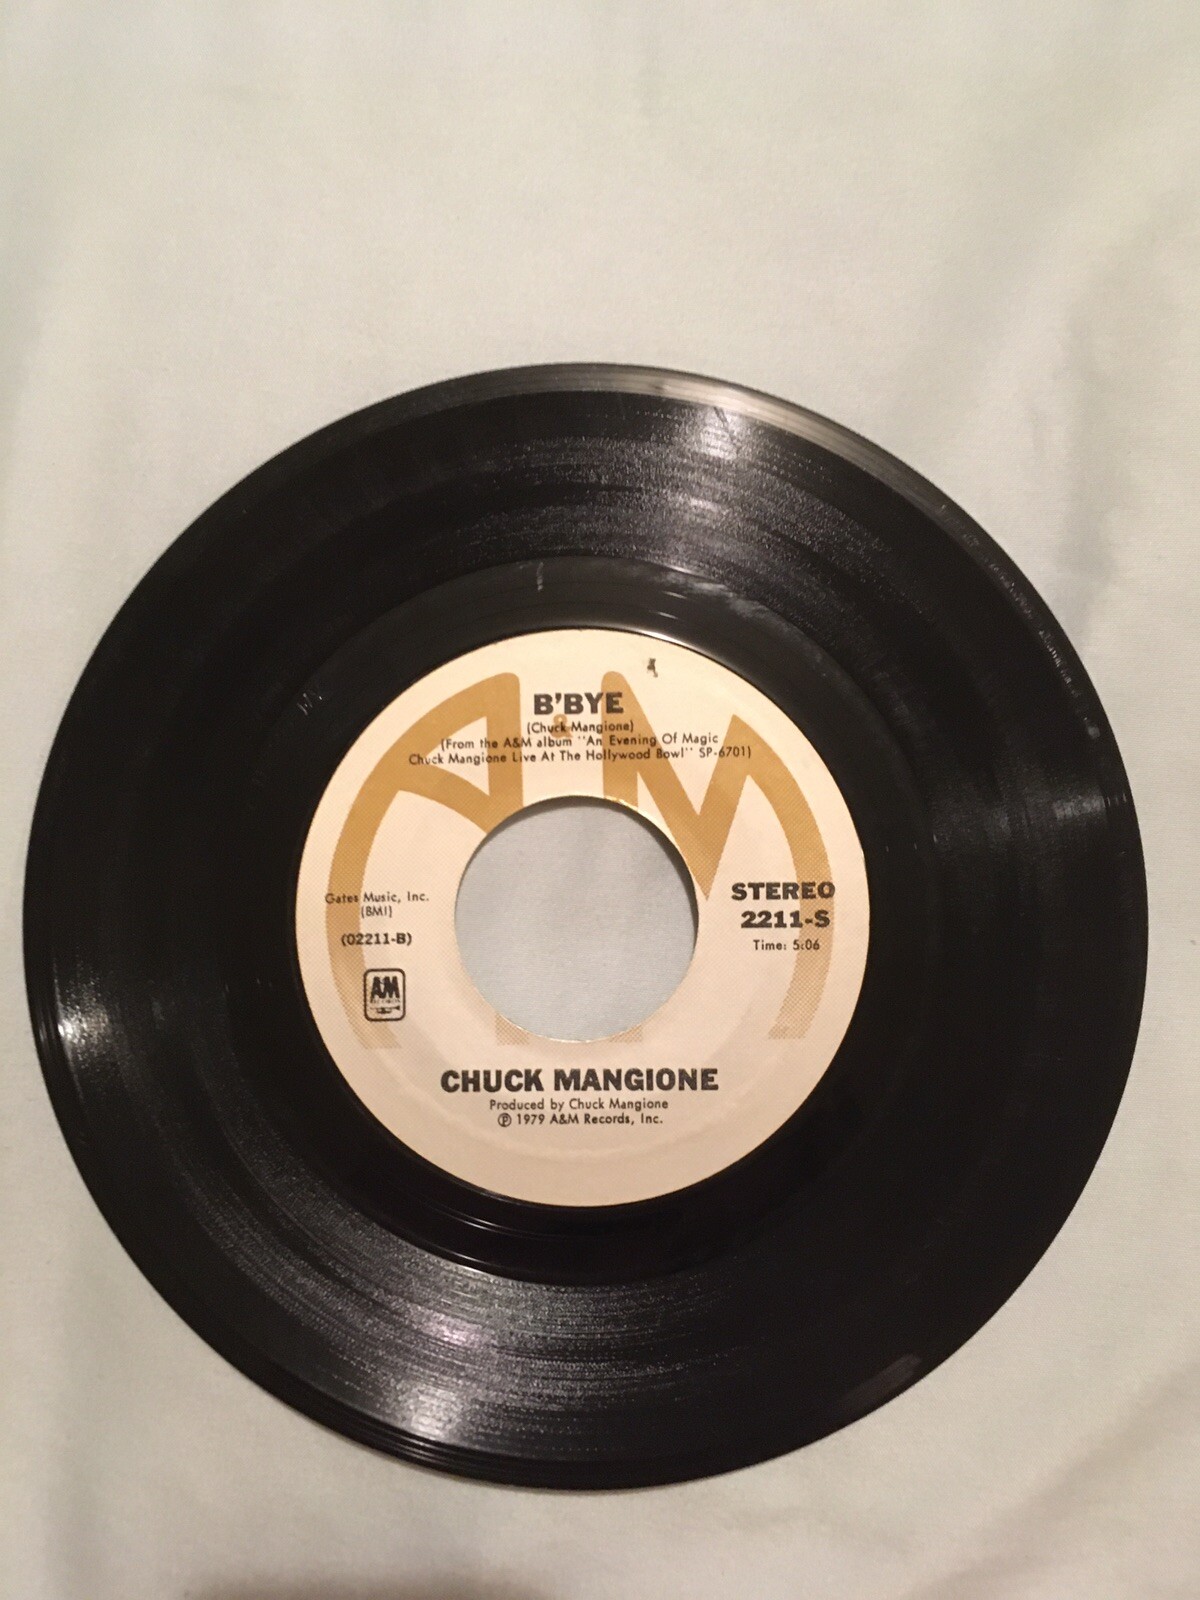 B'BYE
(Chuck Mangione)
(From the A&M album "An Evening Of Magic
Chuck Mangione Live At The Hollywood Bowl" SP-6701)
A&M
Gates Music, Inc.
(BMI)
(02211-B)
AM
STEREO
2211-S
Time: 5:06
CHUCK MANGIONE
Produced by Chuck Mangione
℗ 1979 A&M Records, Inc.